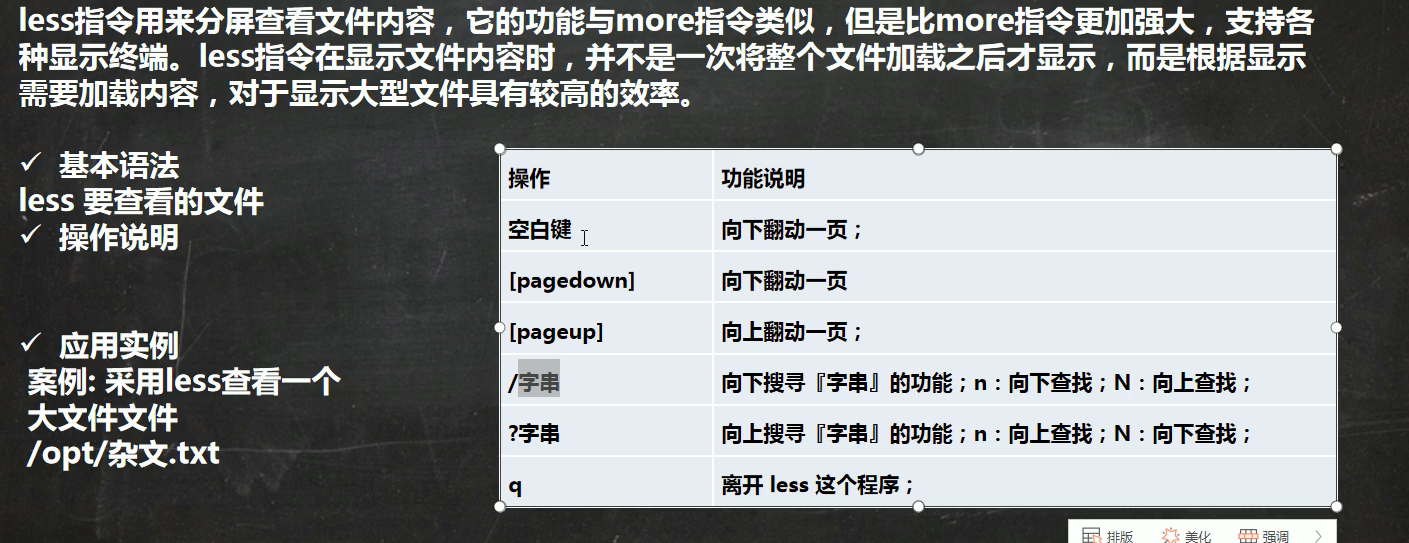 less指令用来分屏查看文件内容，它的功能与more指令类似，但是比more指令更加强大，支持各
种显示终端。less指令在显示文件内容时，并不是一次将整个文件加载之后才显示，而是根据显示
需要加载内容，对于显示大型文件具有较高的效率。
✓ 基本语法
less 要查看的文件
✓ 操作说明
✓ 应用实例
案例: 采用less查看一个
大文件文件
/opt/杂文.txt
操作 功能说明
空白键 向下翻动一页；
[pagedown] 向下翻动一页
[pageup] 向上翻动一页；
/字串 向下搜寻『字串』的功能；n：向下查找；N：向上查找；
?字串 向上搜寻『字串』的功能；n：向上查找；N：向下查找；
q 离开 less 这个程序；
排版 美化 强调